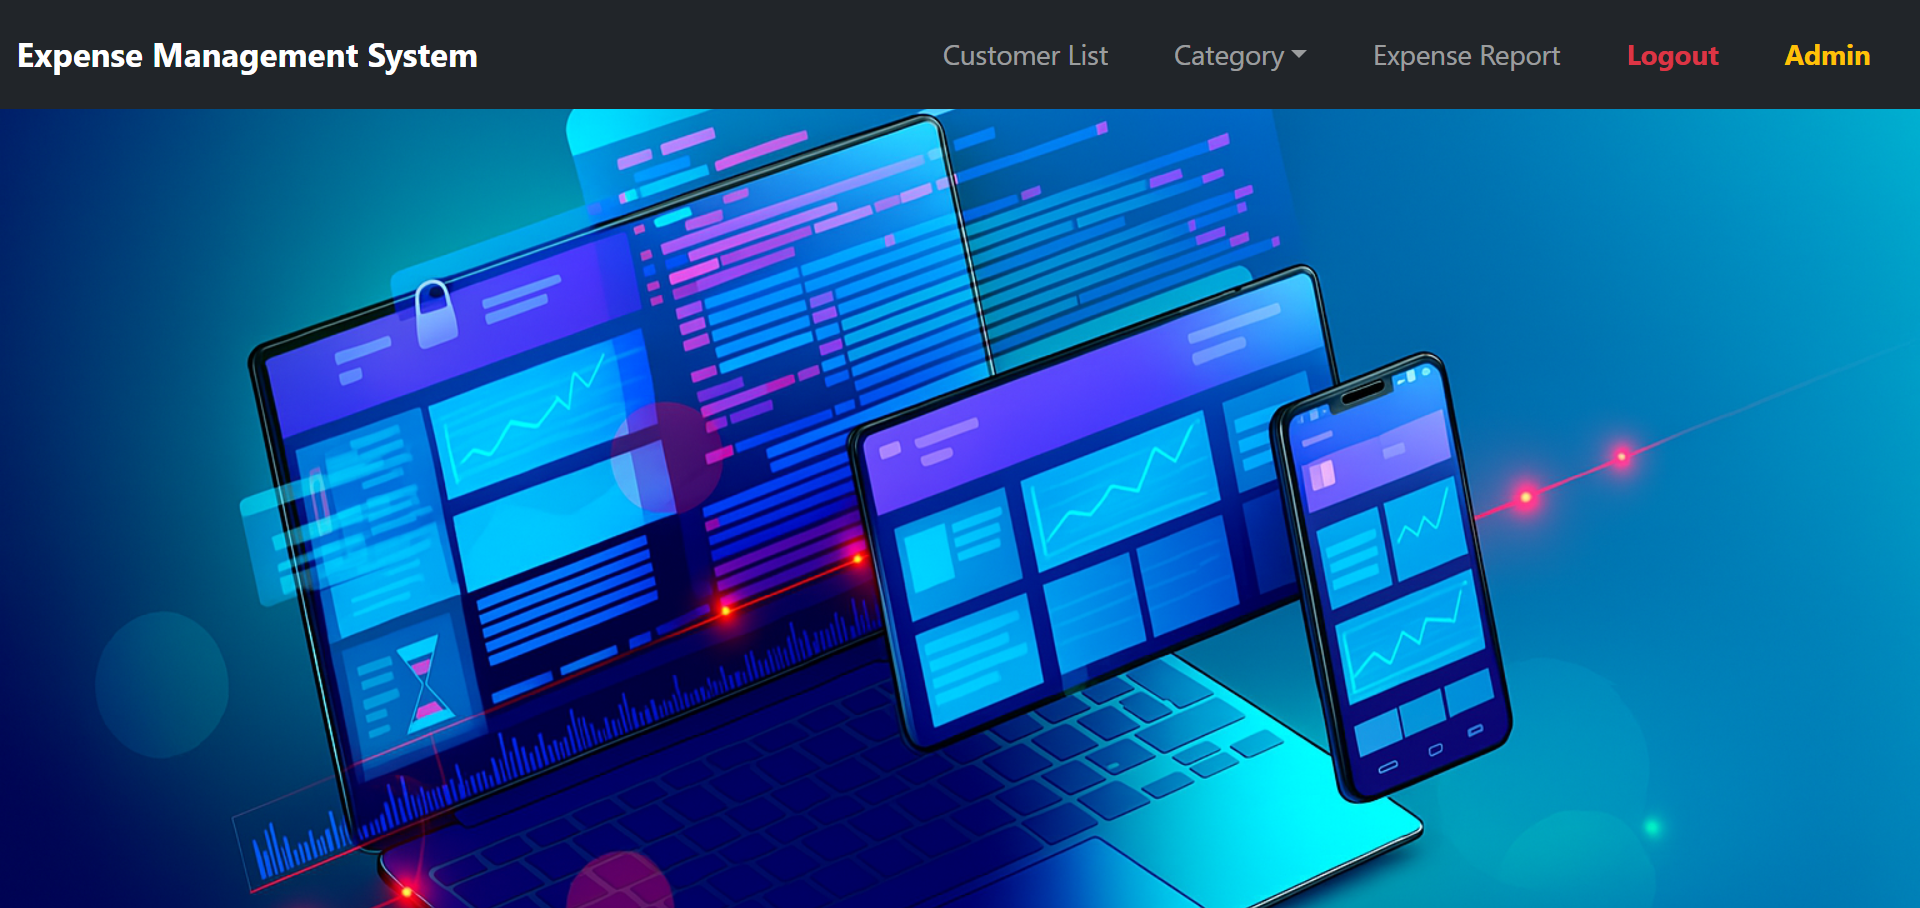 Expense Management System
Customer List
Category
Expense Report
Logout
Admin